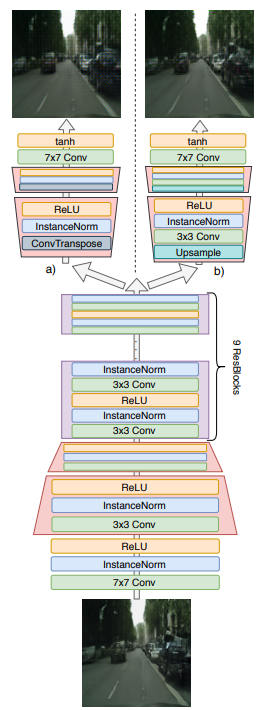 tanh
7x7 Conv
ReLU
InstanceNorm
ConvTranspose
a)
tanh
7x7 Conv
ReLU
InstanceNorm
3x3 Conv
Upsample
b)
9 ResBlocks
InstanceNorm
3x3 Conv
ReLU
InstanceNorm
3x3 Conv
ReLU
InstanceNorm
3x3 Conv
ReLU
InstanceNorm
7x7 Conv